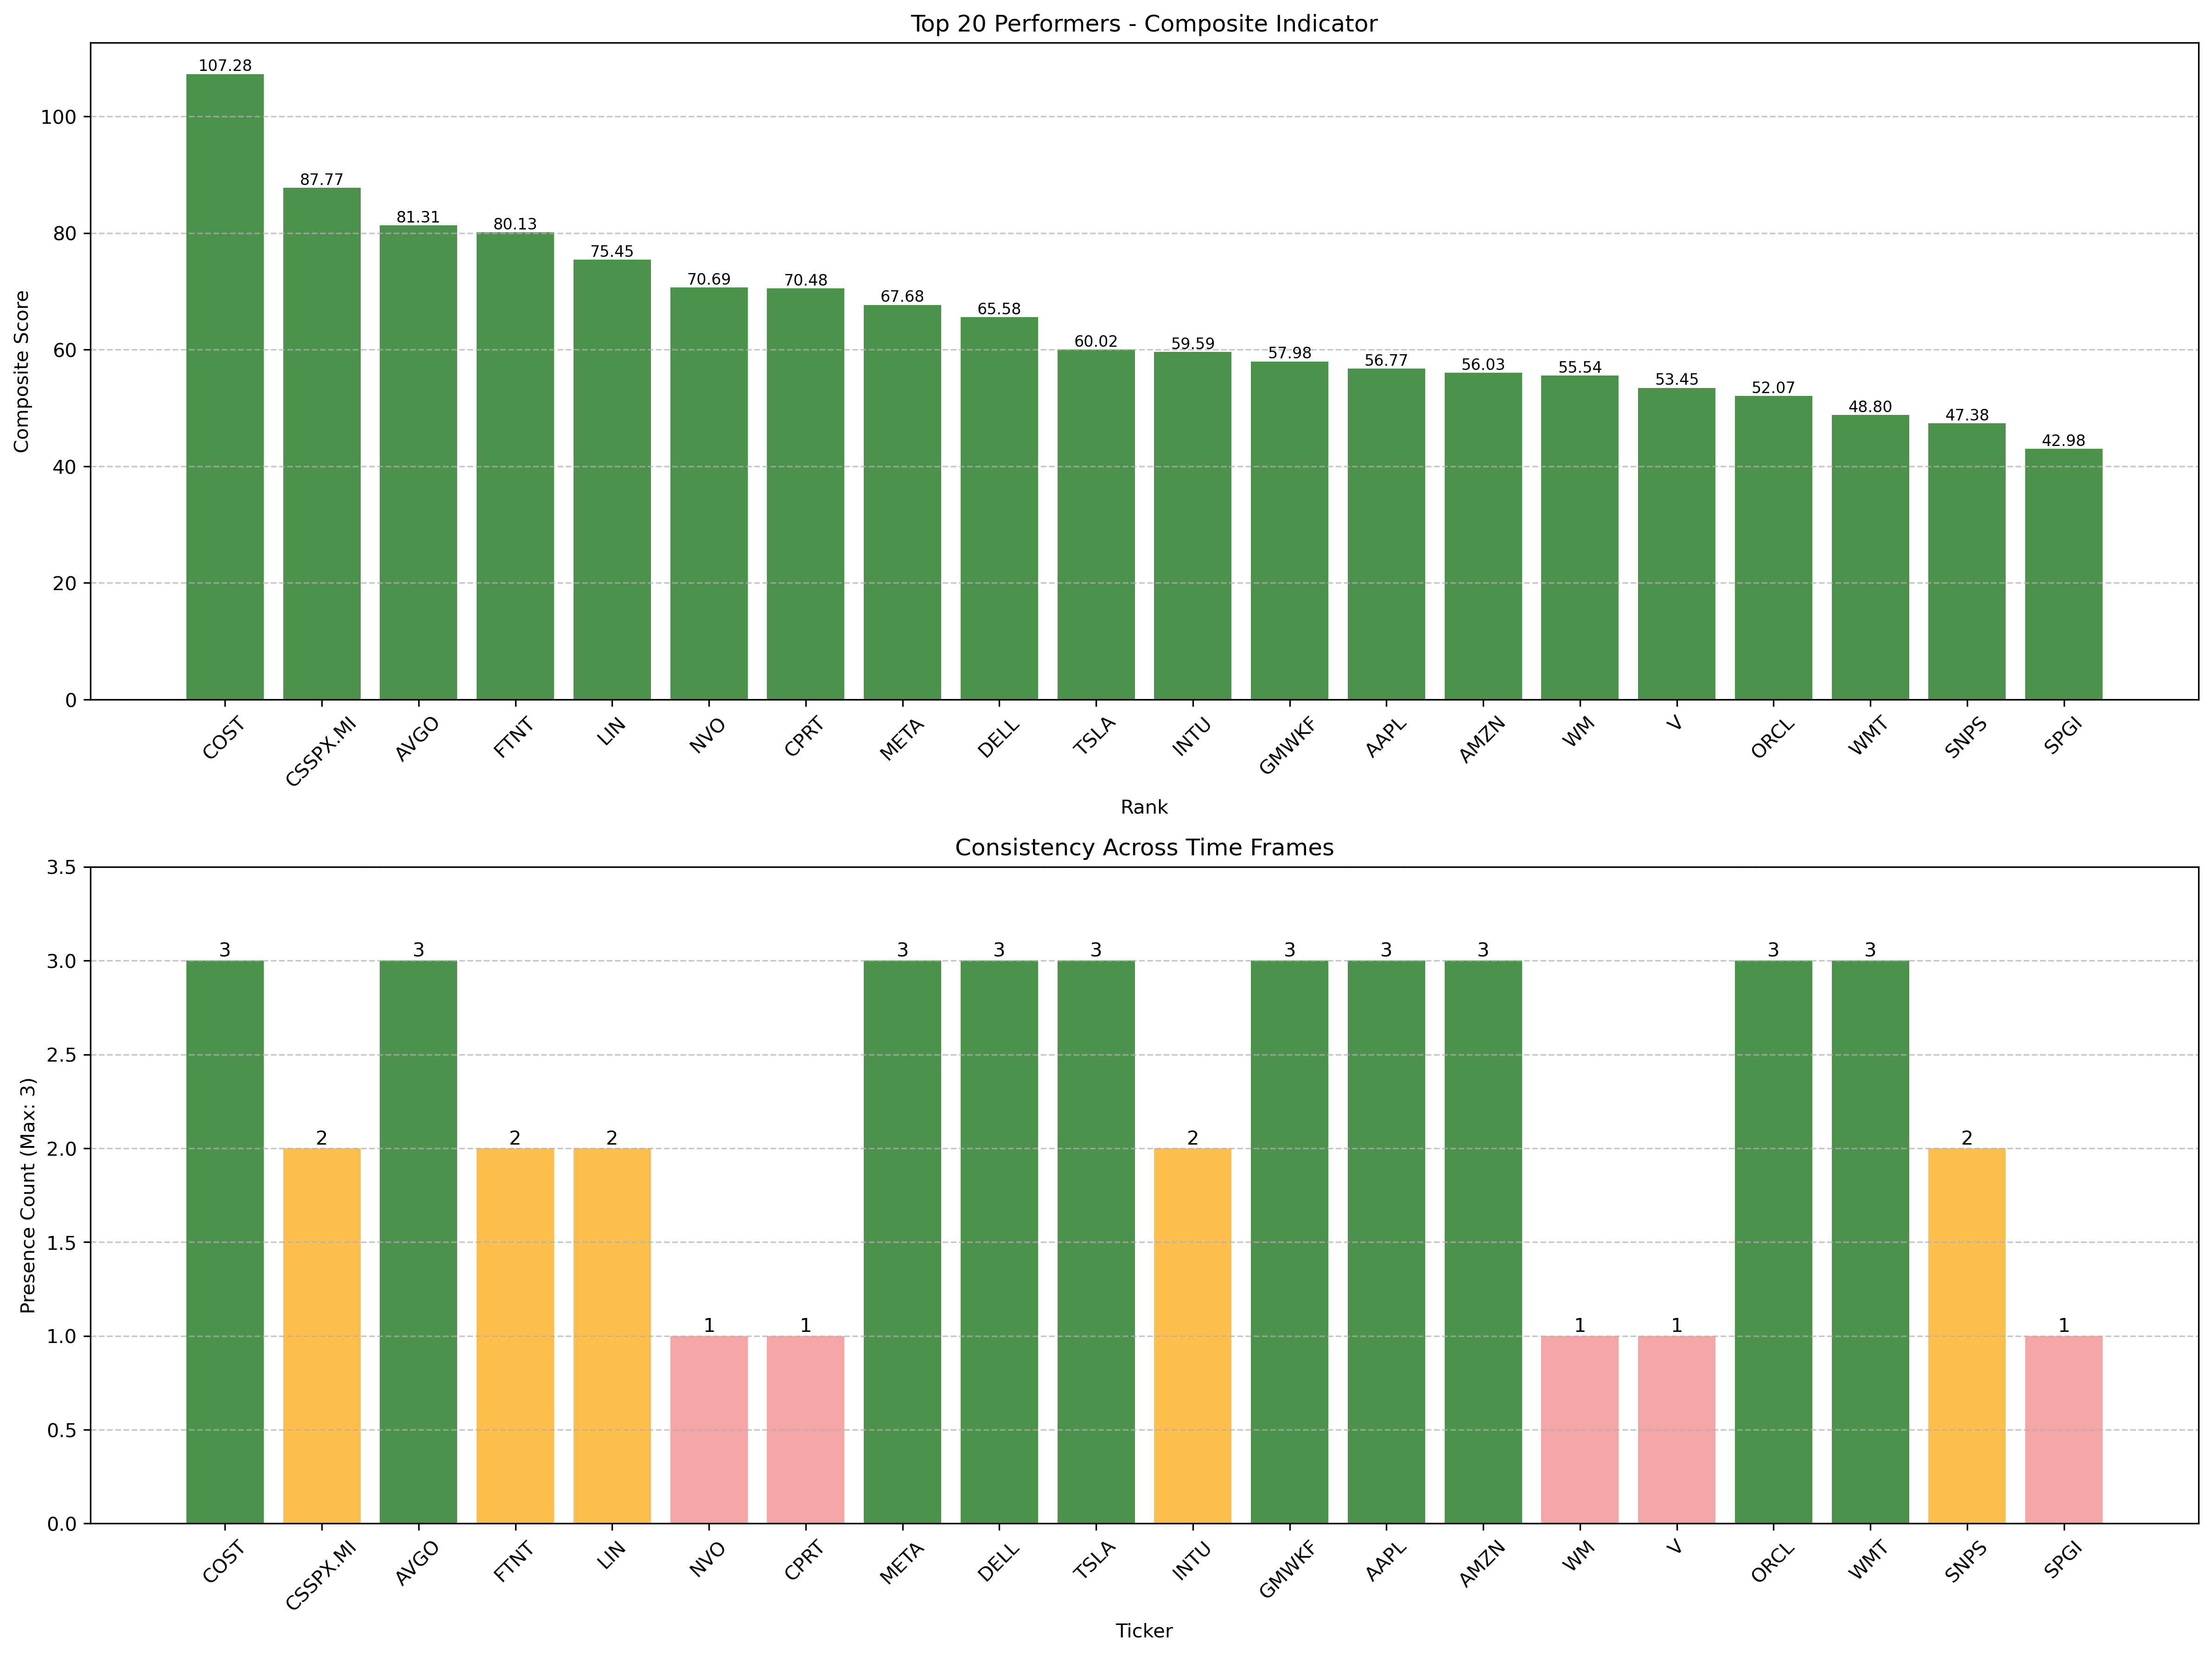 Top 20 Performers - Composite Indicator
Composite Score
100
80
60
40
20
0
107.28
87.77
81.31
80.13
75.45
70.69
70.48
67.68
65.58
60.02
59.59
57.98
56.77
56.03
55.54
53.45
52.07
48.80
47.38
42.98
COST
CSSPX.MI
AVGO
FTNT
LIN
NVO
CPRT
META
DELL
TSLA
INTU
GMWKF
AAPL
AMZN
WM
V
ORCL
WMT
SNPS
SPGI
Rank
Consistency Across Time Frames
Presence Count (Max: 3)
3.5
3.0
2.5
2.0
1.5
1.0
0.5
0.0
3
2
3
2
2
1
1
3
3
3
2
3
3
3
1
1
3
3
2
1
COST
CSSPX.MI
AVGO
FTNT
LIN
NVO
CPRT
META
DELL
TSLA
INTU
GMWKF
AAPL
AMZN
WM
V
ORCL
WMT
SNPS
SPGI
Ticker